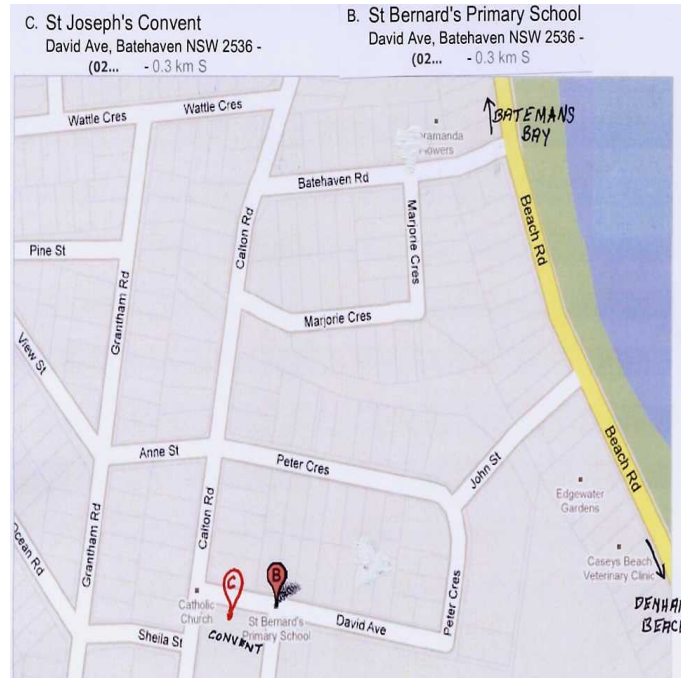 C. St Joseph's Convent
David Ave, Batehaven NSW 2536 -
(02... - 0.3 km S
B. St Bernard's Primary School
David Ave, Batehaven NSW 2536 -
(02... - 0.3 km S
Wattle Cres
Wattle Cres
BATEMANS
BAY
Batehaven Rd
Beach Rd
Calton Rd
Marjorie Cres
Pine St
Grantham Rd
Marjorie Cres
View St
Anne St
Peter Cres
John St
Beach Rd
Edgewater
Gardens
Calton Rd
Grantham Rd
Ocean Rd
Caseys Beach
Veterinary Clinic
C
B
Peter Cres
Catholic
Church
St Bernard's
Primary School
David Ave
Sheila St
CONVENT
DENHA
BEAC